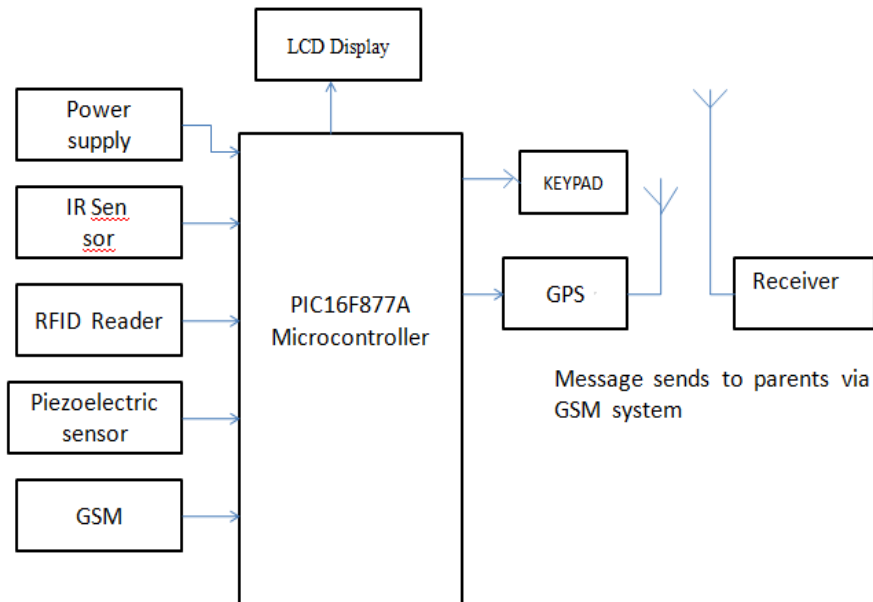 LCD Display
Power
supply
IR Sen
sor
RFID Reader
Piezoelectric
sensor
GSM
PIC16F877A
Microcontroller
KEYPAD
GPS
Receiver
Message sends to parents via
GSM system